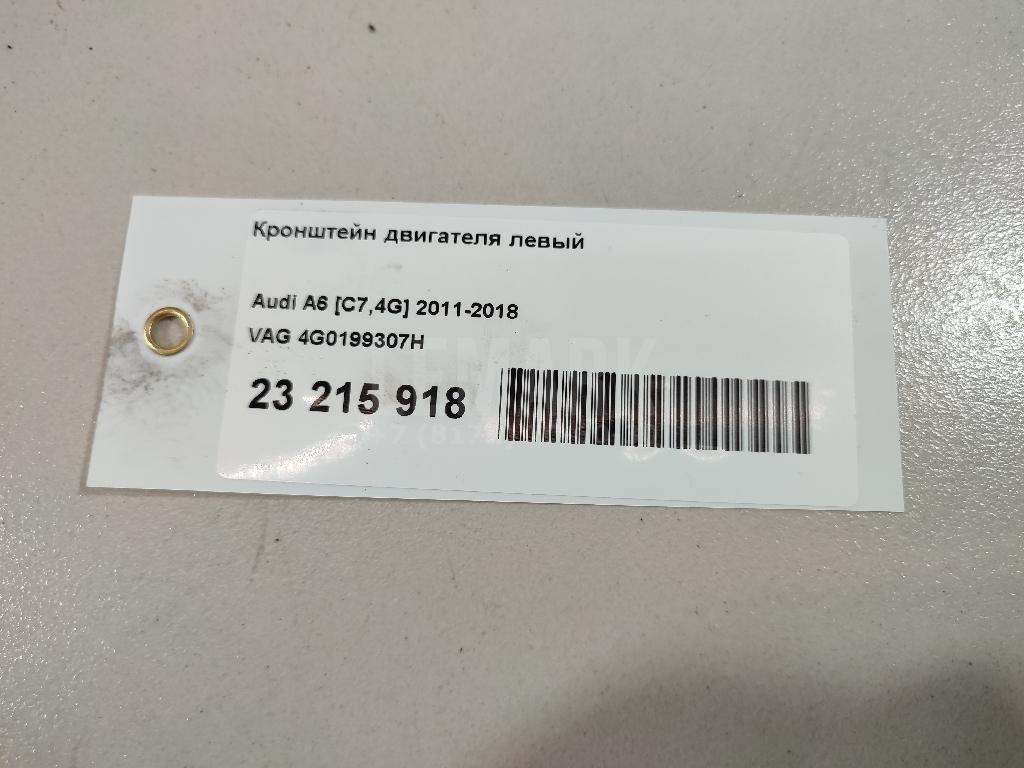 Кронштейн двигателя левый
Audi A6 [C7,4G] 2011-2018
VAG 4G0199307H
23 215 918